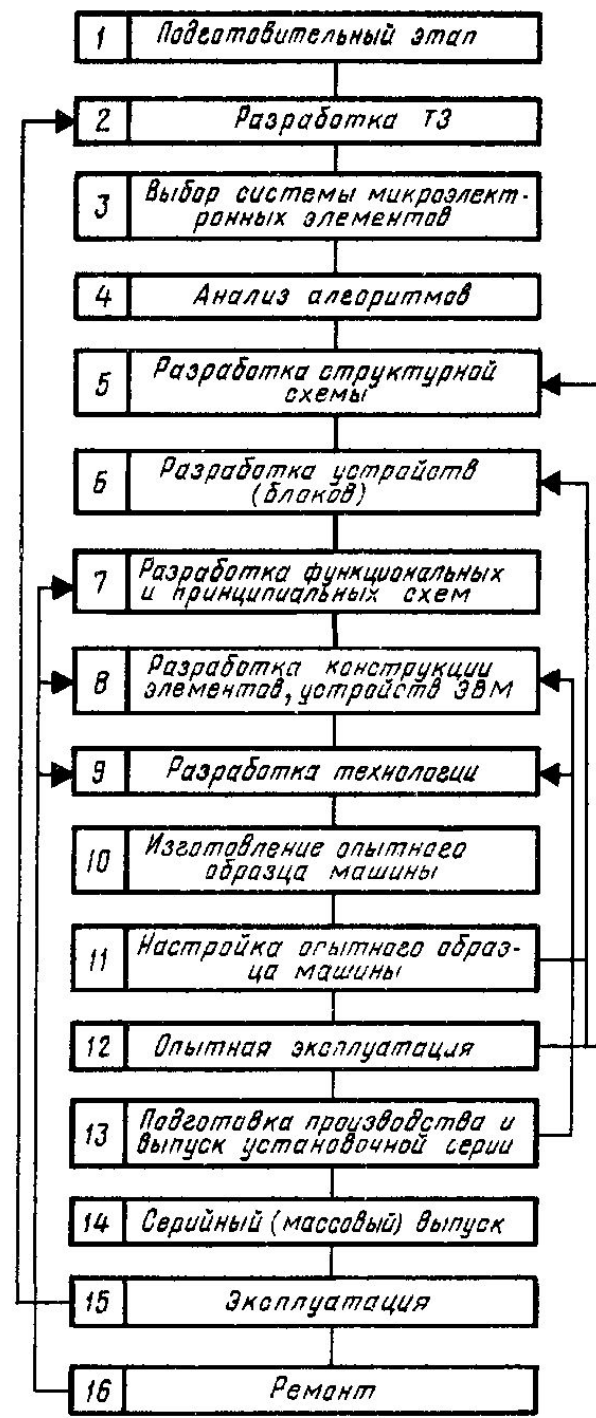 1 Подготовительный этап
2 Разработка ТЗ
3 Выбор системы микроэлект-
ронных элементов
4 Анализ алгоритмов
5 Разработка структурной
схемы
6 Разработка устройств
(блоков)
7 Разработка функциональных
и принципиальных схем
8 Разработка конструкции
элементов, устройств ЭВМ
9 Разработка технологии
10 Изготовление опытного
образца машины
11 Настройка опытного образ-
ца машины
12 Опытная эксплуатация
13 Подготовка производства и
выпуск установочной серии
14 Серийный (массовый) выпуск
15 Эксплуатация
16 Ремонт